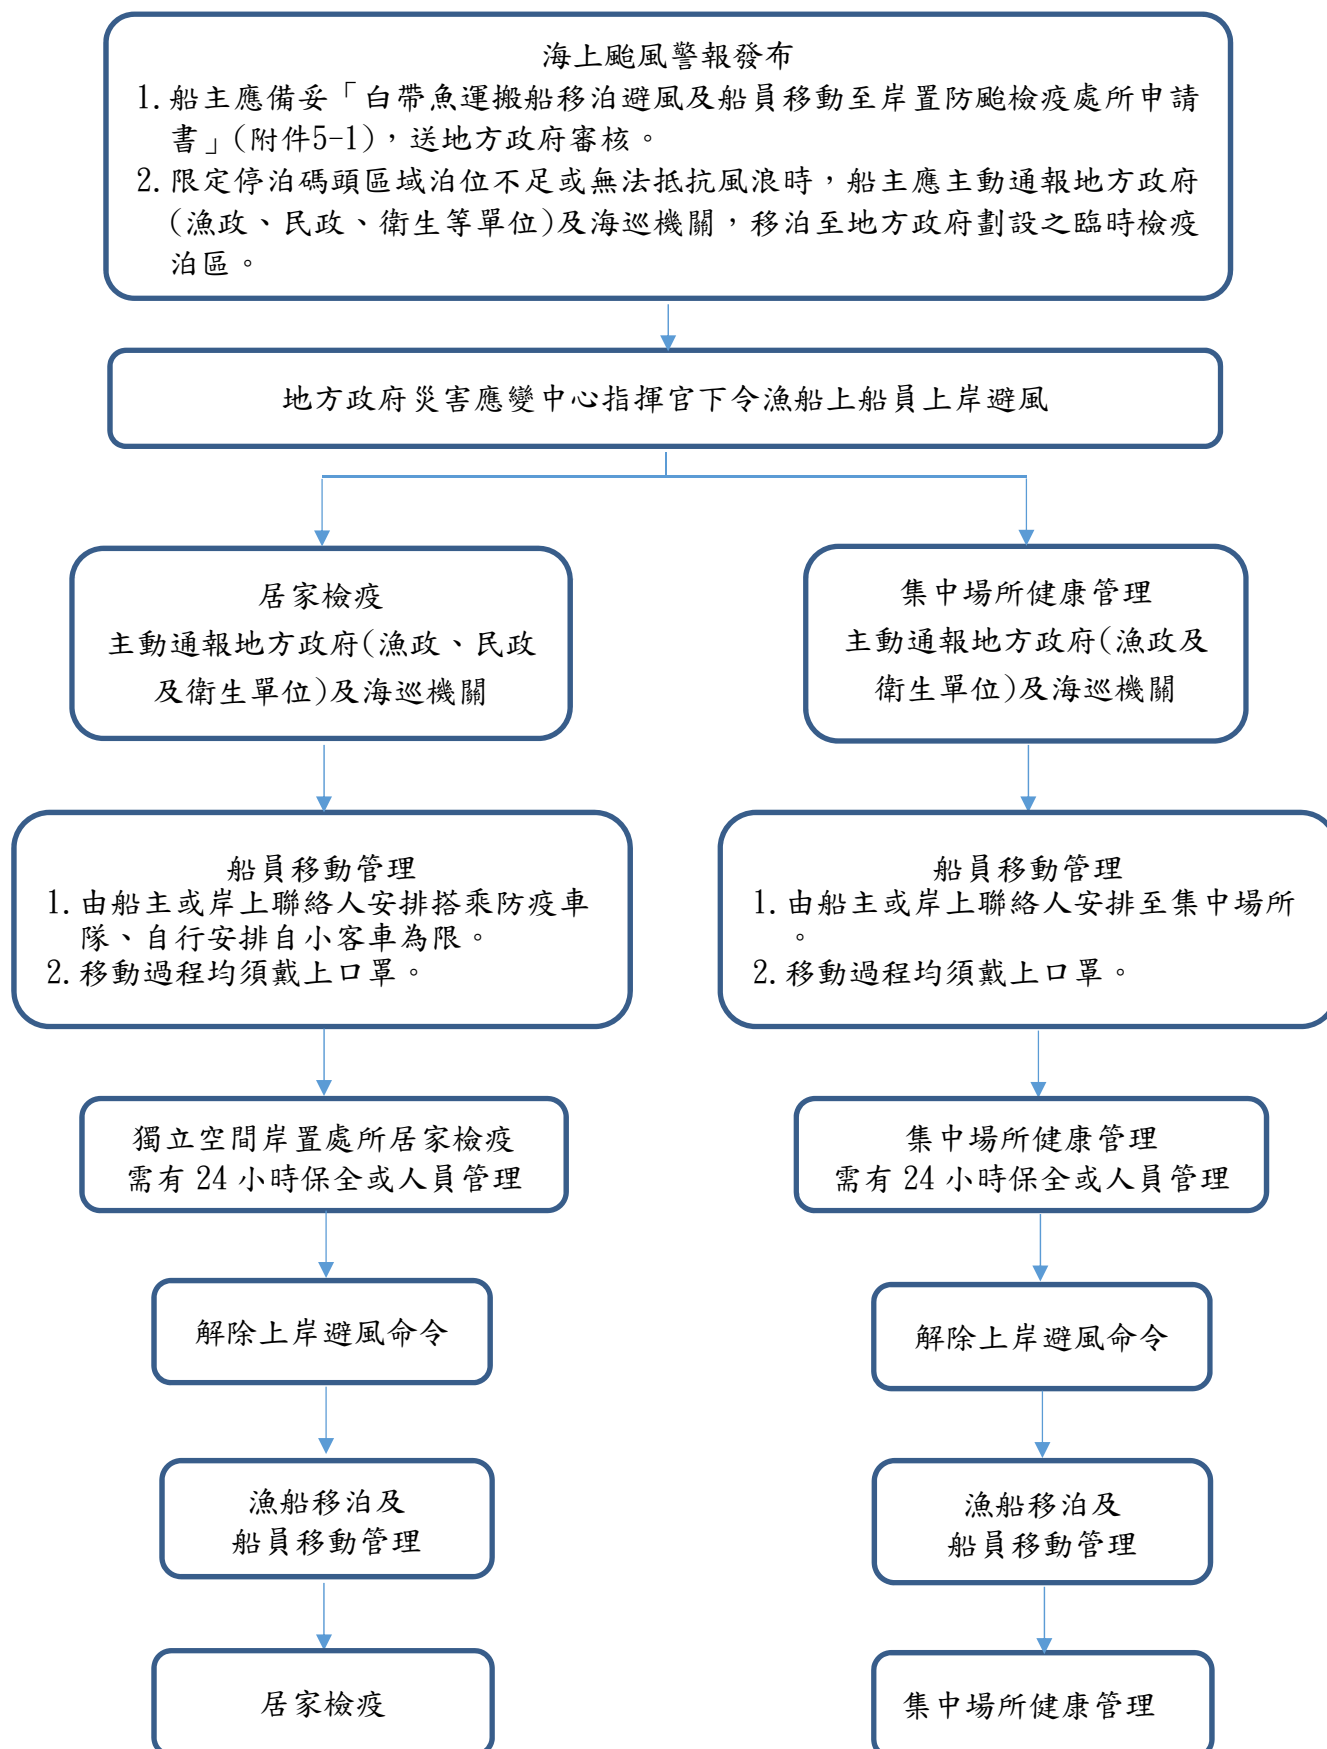 海上颱風警報發布
1.船主應備妥「白帶魚運搬船移泊避風及船員移動至岸置防颱檢疫處所申請
書」(附件5-1)，送地方政府審核。
2.限定停泊碼頭區域泊位不足或無法抵抗風浪時，船主應主動通報地方政府
(漁政、民政、衛生等單位)及海巡機關，移泊至地方政府劃設之臨時檢疫
泊區。
地方政府災害應變中心指揮官下令漁船上船員上岸避風
居家檢疫
主動通報地方政府(漁政、民政
及衛生單位)及海巡機關
集中場所健康管理
主動通報地方政府(漁政及
衛生單位)及海巡機關
船員移動管理
1.由船主或岸上聯絡人安排搭乘防疫車
隊、自行安排自小客車為限。
2.移動過程均須戴上口罩。
船員移動管理
1.由船主或岸上聯絡人安排至集中場所
。
2.移動過程均須戴上口罩。
獨立空間岸置處所居家檢疫
需有 24 小時保全或人員管理
集中場所健康管理
需有 24 小時保全或人員管理
解除上岸避風命令
解除上岸避風命令
漁船移泊及
船員移動管理
漁船移泊及
船員移動管理
居家檢疫
集中場所健康管理